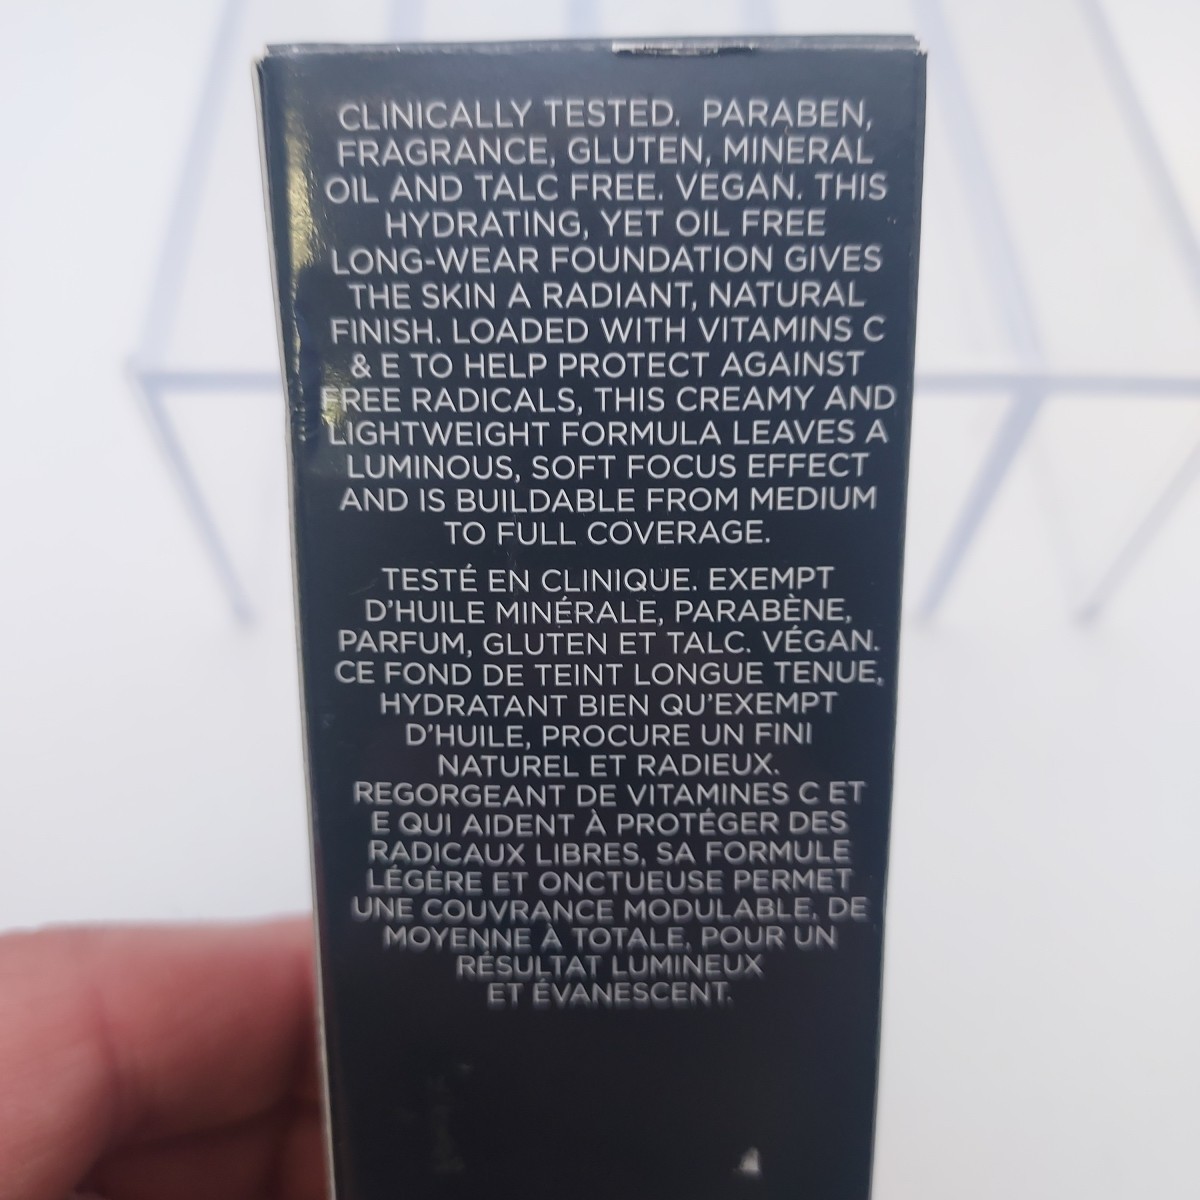 CLINICALLY TESTED. PARABEN,
FRAGRANCE, GLUTEN, MINERAL
OIL AND TALC FREE. VEGAN. THIS
HYDRATING, YET OIL FREE
LONG-WEAR FOUNDATION GIVES
THE SKIN A RADIANT, NATURAL
FINISH. LOADED WITH VITAMINS C
& E TO HELP PROTECT AGAINST
FREE RADICALS, THIS CREAMY AND
LIGHTWEIGHT FORMULA LEAVES A
LUMINOUS, SOFT FOCUS EFFECT
AND IS BUILDABLE FROM MEDIUM
TO FULL COVERAGE.
TESTÉ EN CLINIQUE. EXEMPT
D'HUILE MINÉRALE, PARABÈNE,
PARFUM, GLUTEN ET TALC. VÉGAN.
CE FOND DE TEINT LONGUE TENUE,
HYDRATANT BIEN QU'EXEMPT
D'HUILE, PROCURE UN FINI
NATUREL ET RADIEUX.
REGORGEANT DE VITAMINES C ET
E QUI AIDENT À PROTÉGER DES
RADICAUX LIBRES, SA FORMULE
LÉGÈRE ET ONCTUEUSE PERMET
UNE COUVRANCE MODULABLE, DE
MOYENNE À TOTALE, POUR UN
RÉSULTAT LUMINEUX
ET ÉVANESCENT.